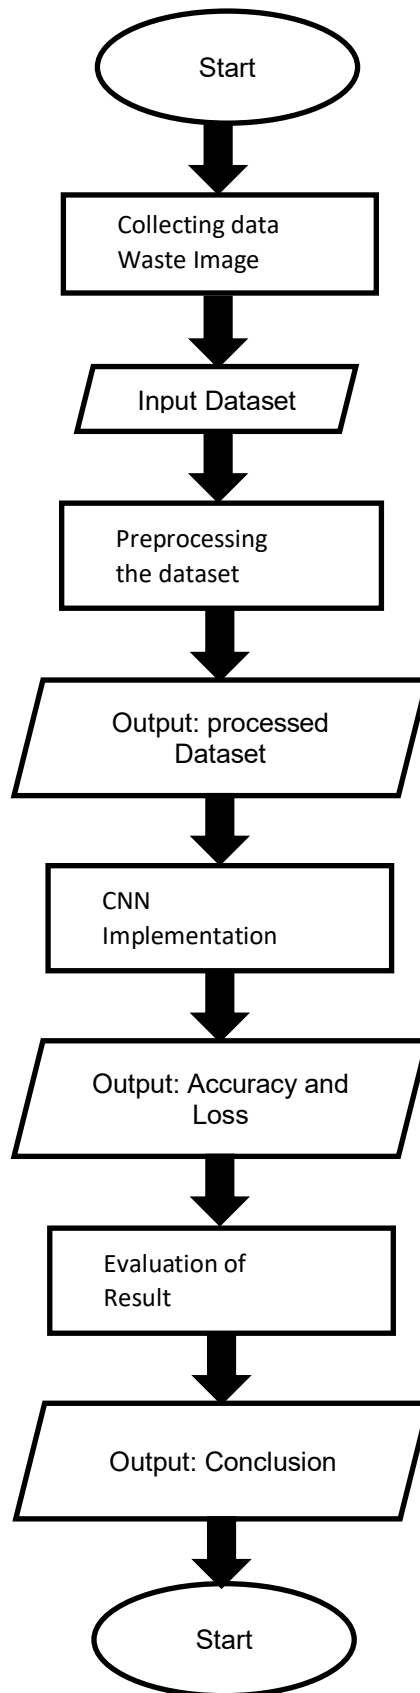 Start
Collecting data
Waste Image
Input Dataset
Preprocessing
the dataset
Output: processed
Dataset
CNN
Implementation
Output: Accuracy and
Loss
Evaluation of
Result
Output: Conclusion
Start